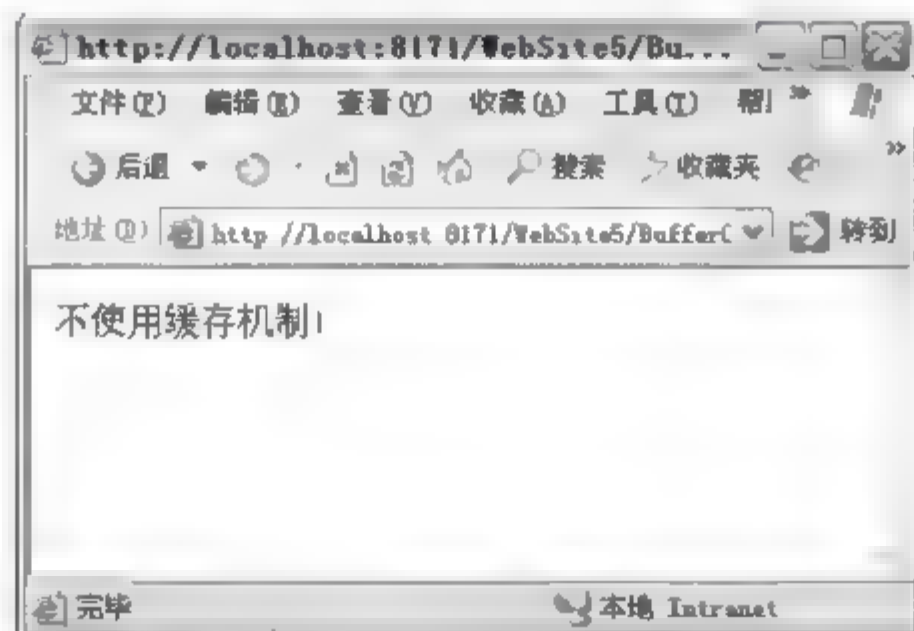 http://localhost:8171/WebSite5/Bu...
文件(F) 编辑(E) 查看(V) 收藏(A) 工具(T) 帮
后退 搜索 收藏夹
地址(D) http://localhost:8171/WebSite5/Buffer 转到
不使用缓存机制!
完毕 本地 Intranet